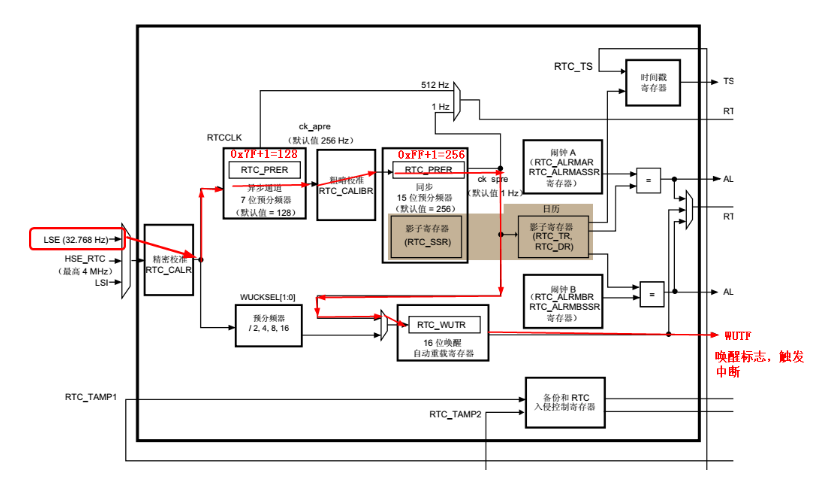 RTC_TS
时间戳
寄存器
TS
512 Hz
RT
1 Hz
ck_apre
(默认值 256 Hz)
RTCCLK
0x7F+1=128
RTC_PRER
异步通道
7 位预分频器
(默认值 = 128)
粗略校准
RTC_CALIBR
0xFF+1=256
RTC_PRER
同步
15 位预分频器
(默认值 = 256)
ck_spre
(默认值 1 Hz)
闹钟 A
(RTC_ALRMAR
RTC_ALRMASSR
寄存器)
=
AL
日历
影子寄存器
(RTC_SSR)
影子寄存器
(RTC_TR,
RTC_DR)
RT
LSE (32.768 Hz)
HSE_RTC
(最高 4 MHz)
LSI
精密校准
RTC_CALR
闹钟 B
(RTC_ALRMBR
RTC_ALRMBSSR
寄存器)
=
AL
WUCKSEL[1:0]
预分频器
/ 2, 4, 8, 16
RTC_WUTR
16 位唤醒
自动重载寄存器
WUTF
唤醒标志，触发
中断
RTC_TAMP1
RTC_TAMP2
备份和 RTC
入侵控制寄存器